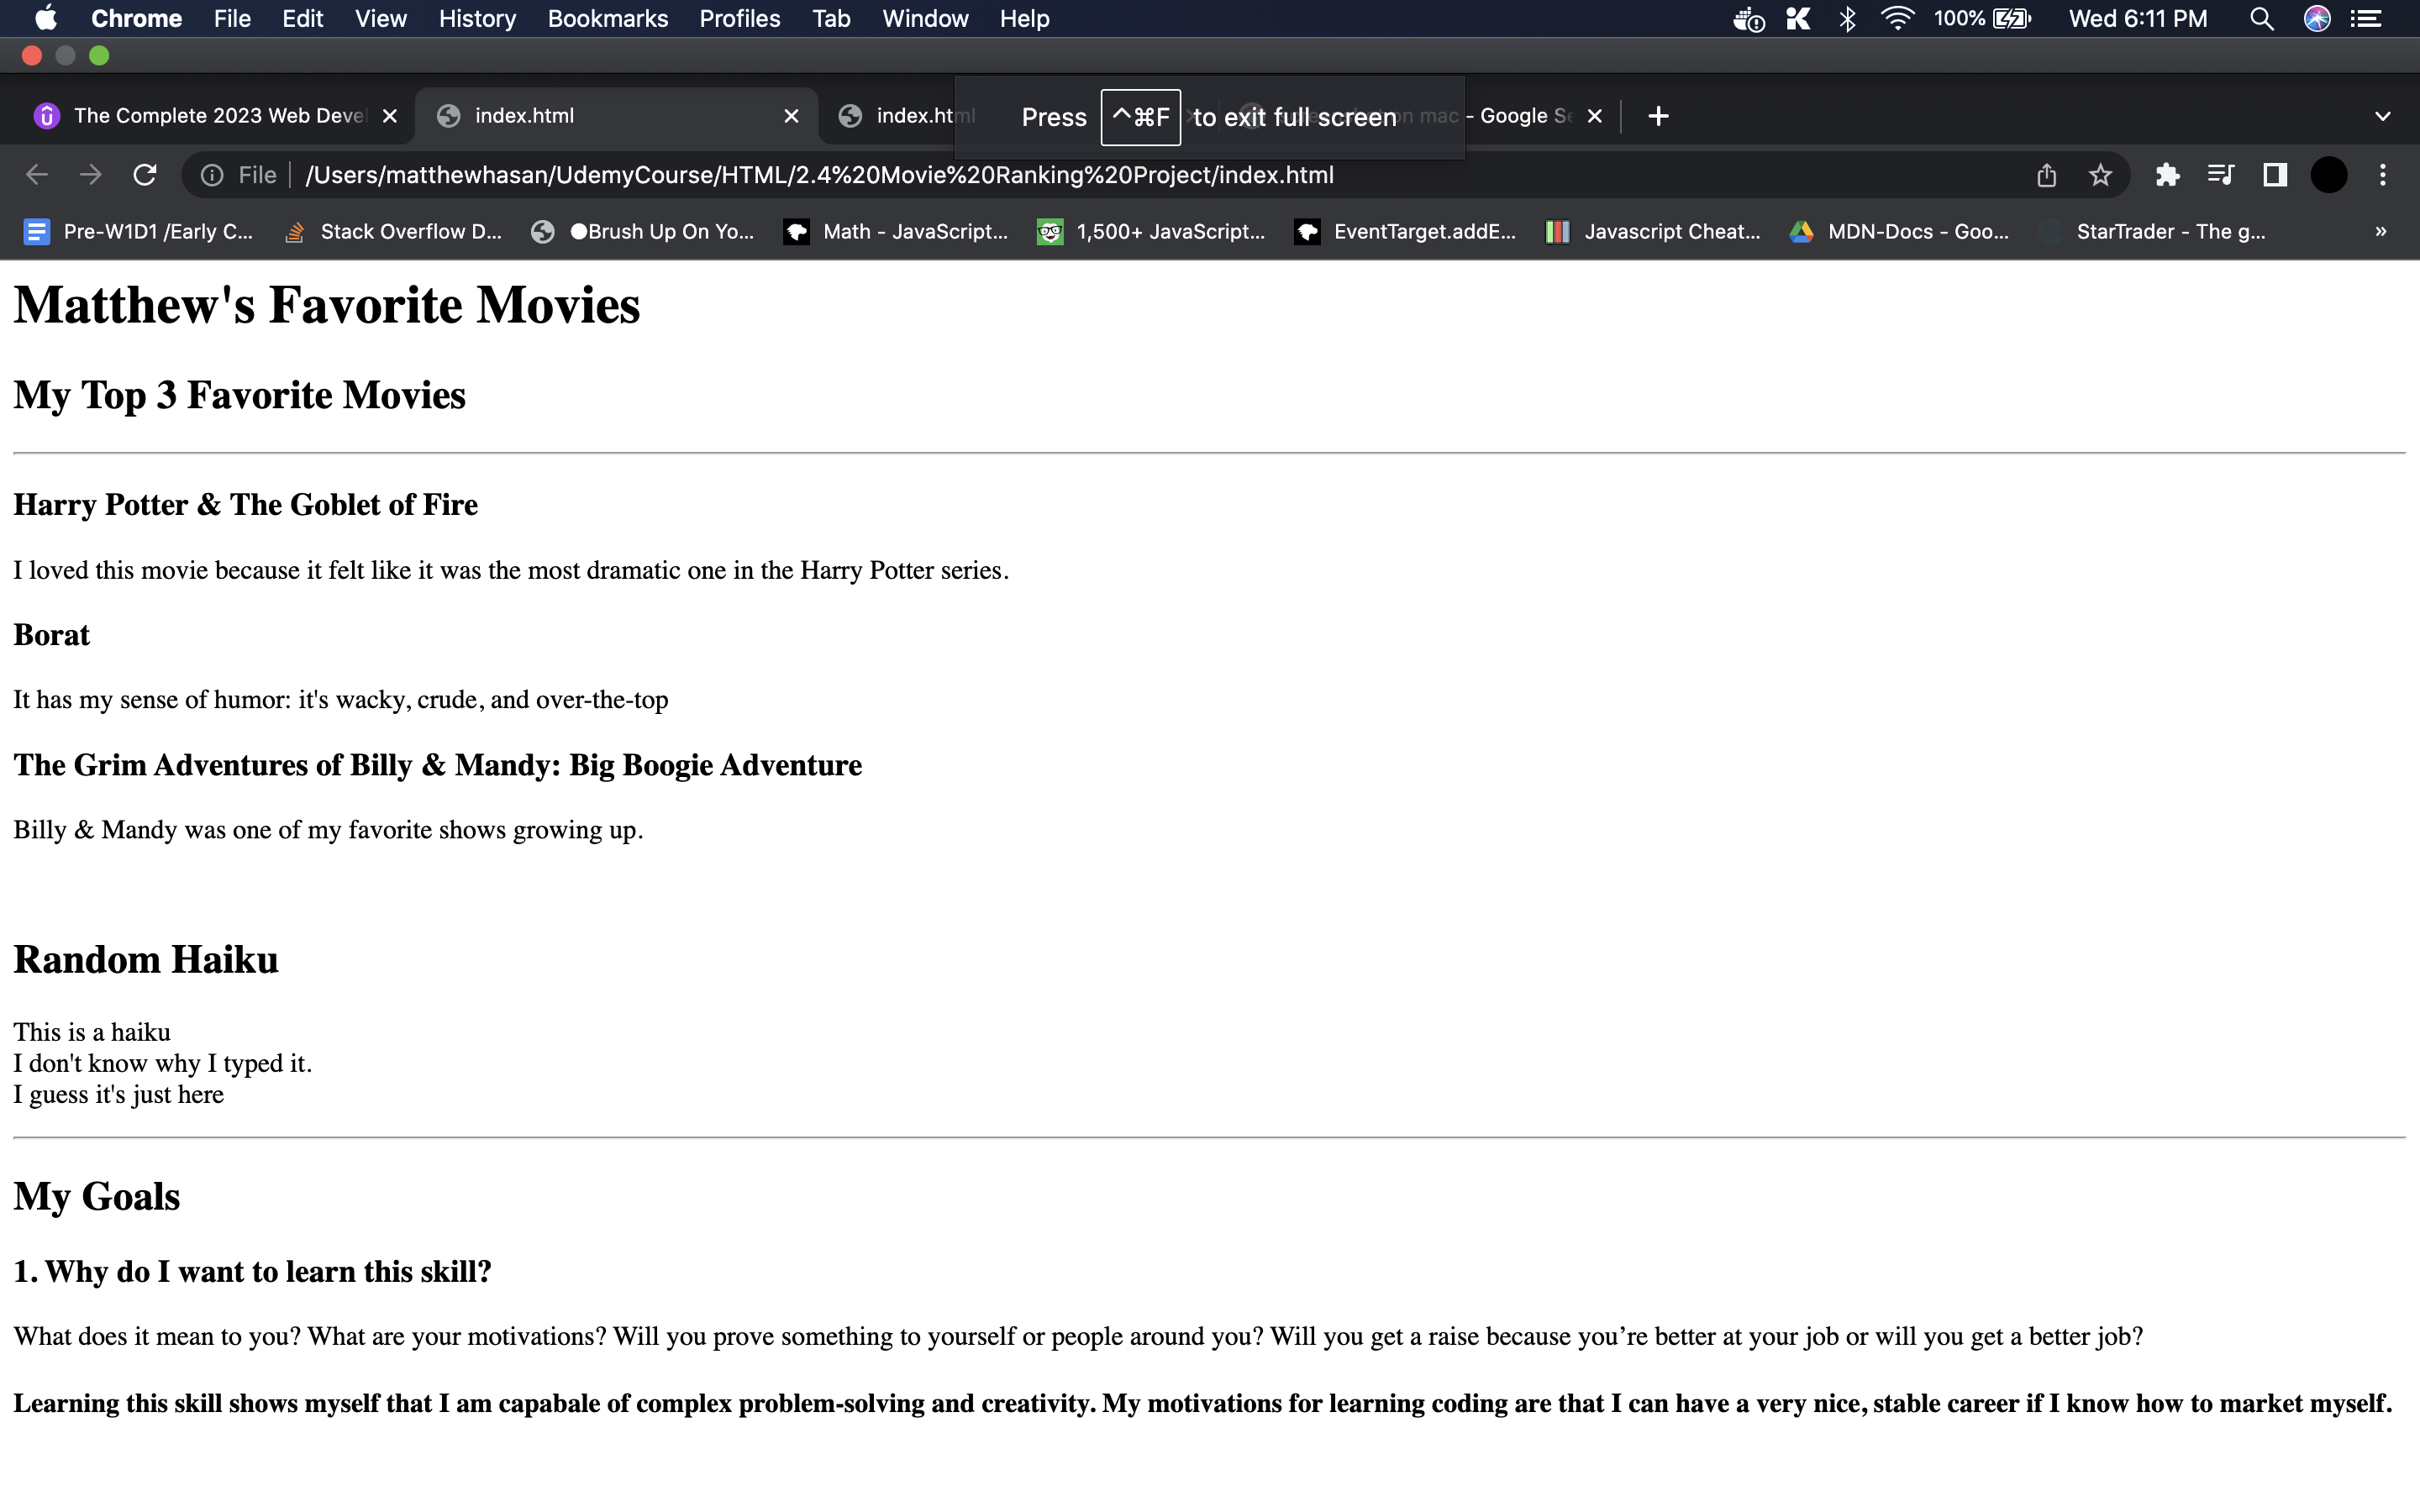 Chrome File Edit View History Bookmarks Profiles Tab Window Help 100% Wed 6:11 PM
The Complete 2023 Web Deve index.html index.html on mac - Google Se
Press ^⌘F to exit full screen
File /Users/matthewhasan/UdemyCourse/HTML/2.4%20Movie%20Ranking%20Project/index.html
Pre-W1D1 /Early C... Stack Overflow D... ●Brush Up On Yo... Math - JavaScript... 1,500+ JavaScript... EventTarget.addE... Javascript Cheat... MDN-Docs - Goo... StarTrader - The g... »
Matthew's Favorite Movies
My Top 3 Favorite Movies
Harry Potter & The Goblet of Fire
I loved this movie because it felt like it was the most dramatic one in the Harry Potter series.
Borat
It has my sense of humor: it's wacky, crude, and over-the-top
The Grim Adventures of Billy & Mandy: Big Boogie Adventure
Billy & Mandy was one of my favorite shows growing up.
Random Haiku
This is a haiku
I don't know why I typed it.
I guess it's just here
My Goals
1. Why do I want to learn this skill?
What does it mean to you? What are your motivations? Will you prove something to yourself or people around you? Will you get a raise because you’re better at your job or will you get a better job?
Learning this skill shows myself that I am capabale of complex problem-solving and creativity. My motivations for learning coding are that I can have a very nice, stable career if I know how to market myself.